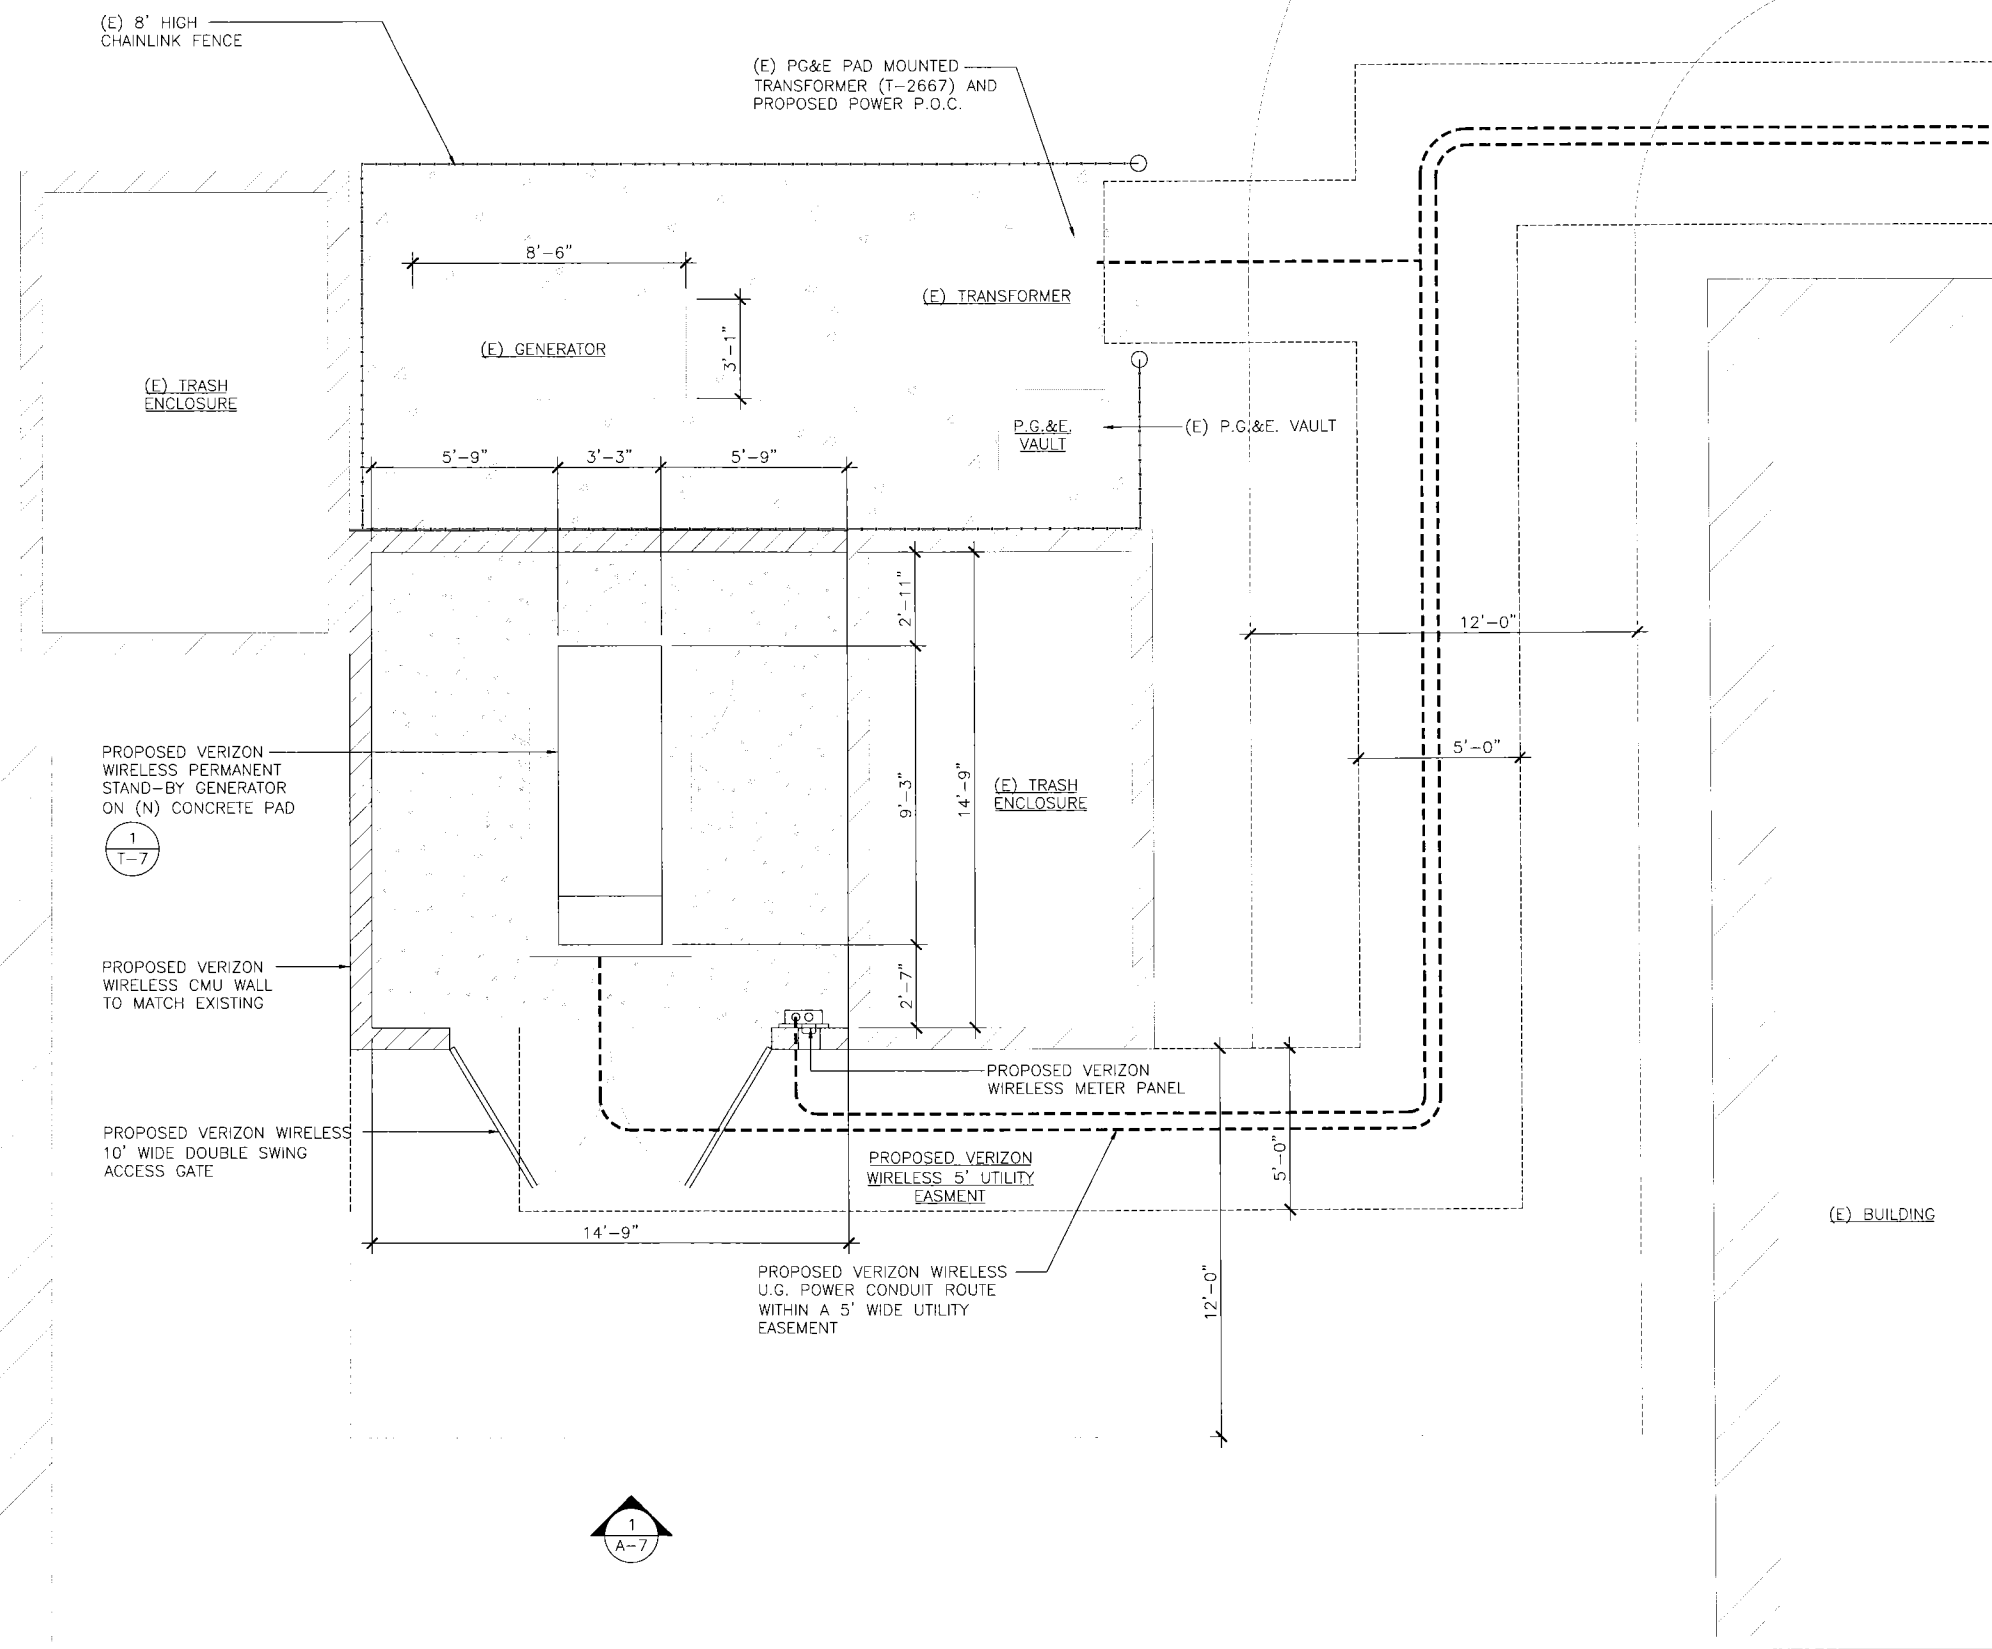 (E) 8' HIGH
CHAINLINK FENCE
(E) PG&E PAD MOUNTED
TRANSFORMER (T-2667) AND
PROPOSED POWER P.O.C.
8'-6"
(E) TRANSFORMER
3'-1"
(E) GENERATOR
(E) TRASH
ENCLOSURE
P.G.&E.
VAULT
(E) P.G.&E. VAULT
5'-9"
3'-3"
5'-9"
2'-11"
12'-0"
5'-0"
PROPOSED VERIZON
WIRELESS PERMANENT
STAND-BY GENERATOR
ON (N) CONCRETE PAD
1
T-7
9'-3"
14'-9"
(E) TRASH
ENCLOSURE
PROPOSED VERIZON
WIRELESS CMU WALL
TO MATCH EXISTING
2'-7"
PROPOSED VERIZON
WIRELESS METER PANEL
PROPOSED VERIZON WIRELESS
10' WIDE DOUBLE SWING
ACCESS GATE
PROPOSED VERIZON
WIRELESS 5' UTILITY
EASMENT
5'-0"
14'-9"
(E) BUILDING
PROPOSED VERIZON WIRELESS
U.G. POWER CONDUIT ROUTE
WITHIN A 5' WIDE UTILITY
EASEMENT
12'-0"
1
A-7